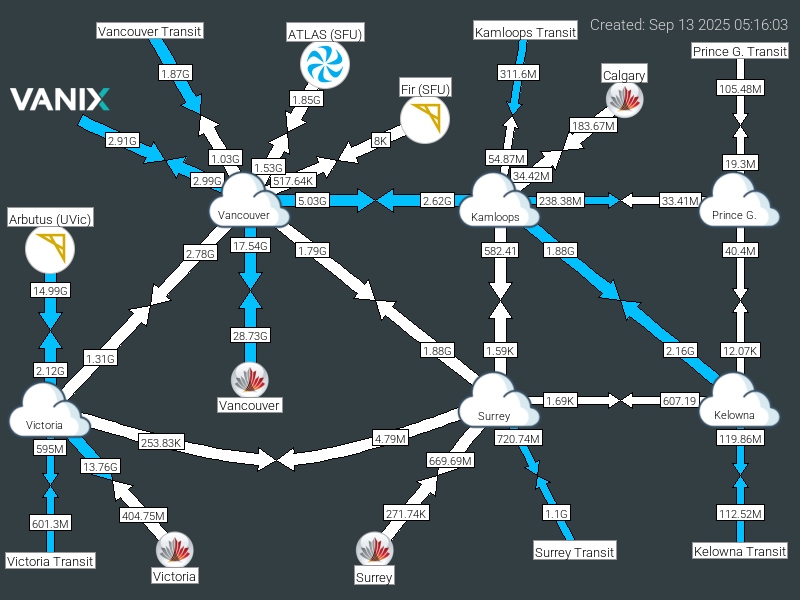 Created: Sep 13 2025 05:16:03
Vancouver Transit
ATLAS (SFU)
Kamloops Transit
Prince G. Transit
1.87G
311.6M
Calgary
Fir (SFU)
105.48M
VANIX
1.85G
183.67M
2.91G
8K
1.03G
54.87M
19.3M
1.53G
34.42M
2.99G
517.64K
5.03G
2.62G
238.38M
33.41M
Vancouver
Kamloops
Prince G.
Arbutus (UVic)
17.54G
2.78G
1.79G
582.41
1.88G
40.4M
14.99G
28.73G
1.31G
1.88G
1.59K
2.16G
12.07K
2.12G
Vancouver
1.69K
607.19
Victoria
Surrey
Kelowna
253.83K
4.79M
720.74M
119.86M
595M
13.76G
669.69M
601.3M
404.75M
271.74K
1.1G
112.52M
Victoria Transit
Victoria
Surrey
Surrey Transit
Kelowna Transit